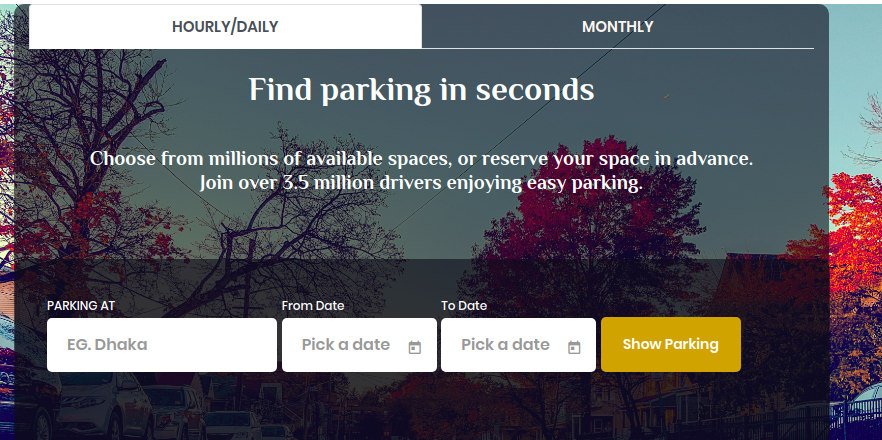 HOURLY/DAILY
MONTHLY
Find parking in seconds
Choose from millions of available spaces, or reserve your space in advance.
Join over 3.5 million drivers enjoying easy parking.
PARKING AT
From Date
To Date
EG. Dhaka
Pick a date
Pick a date
Show Parking